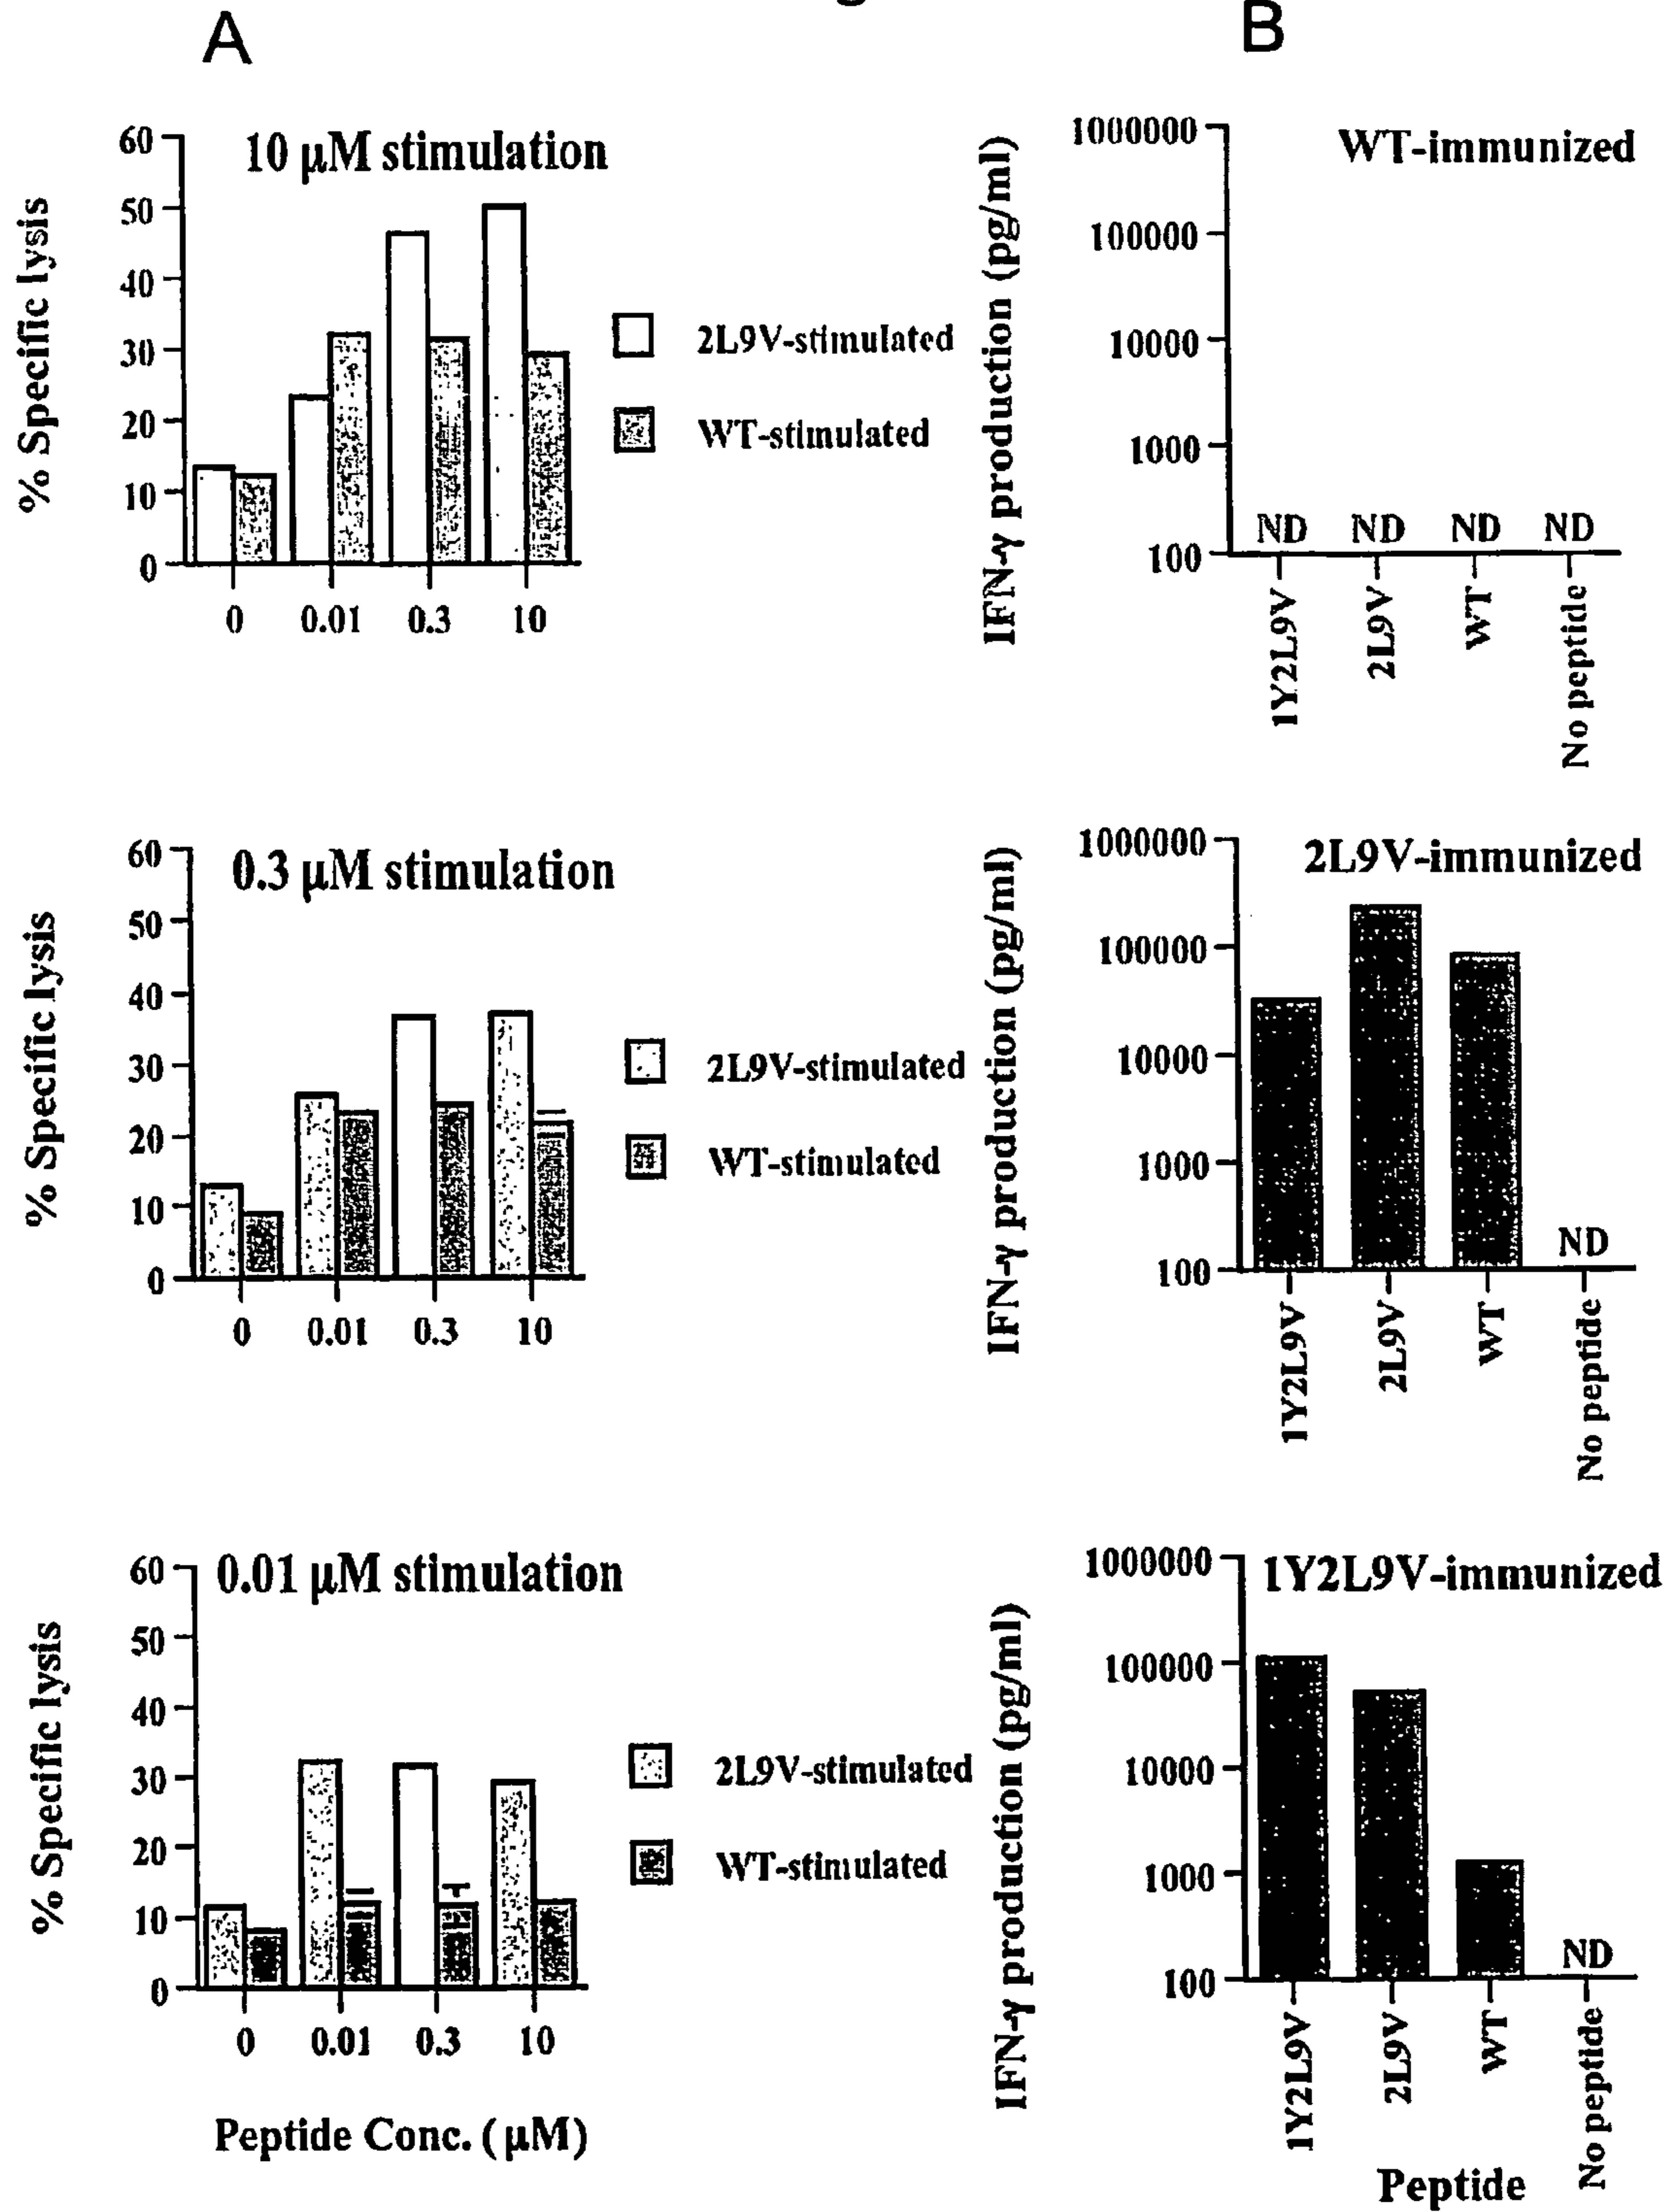 A
B
% Specific lysis
60
50
40
30
20
10
0
10 µM stimulation
0
0.01
0.3
10
2L9V-stimulated
WT-stimulated
IFN-γ production (pg/ml)
1000000
100000
10000
1000
100
WT-immunized
ND
ND
ND
ND
1Y2L9V
2L9V
WT
No peptide
% Specific lysis
60
50
40
30
20
10
0
0.3 µM stimulation
0
0.01
0.3
10
2L9V-stimulated
WT-stimulated
IFN-γ production (pg/ml)
1000000
100000
10000
1000
100
2L9V-immunized
ND
1Y2L9V
2L9V
WT
No peptide
% Specific lysis
60
50
40
30
20
10
0
0.01 µM stimulation
0
0.01
0.3
10
2L9V-stimulated
WT-stimulated
Peptide Conc. ( µM)
IFN-γ production (pg/ml)
1000000
100000
10000
1000
100
1Y2L9V-immunized
ND
1Y2L9V
2L9V
WT
No peptide
Peptide